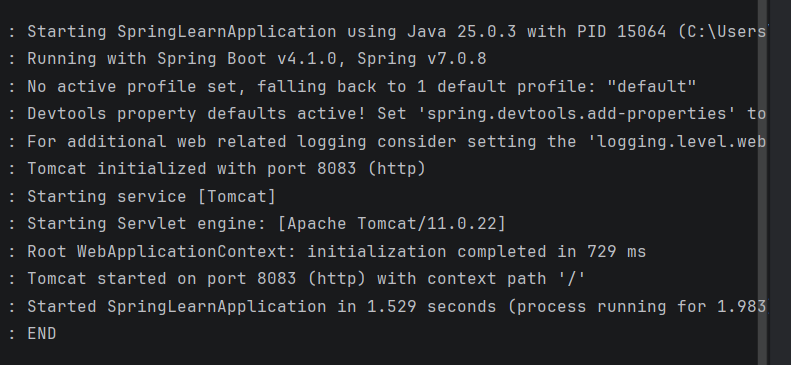 : Starting SpringLearnApplication using Java 25.0.3 with PID 15064 (C:\Users\
: Running with Spring Boot v4.1.0, Spring v7.0.8
: No active profile set, falling back to 1 default profile: "default"
: Devtools property defaults active! Set 'spring.devtools.add-properties' to
: For additional web related logging consider setting the 'logging.level.web
: Tomcat initialized with port 8083 (http)
: Starting service [Tomcat]
: Starting Servlet engine: [Apache Tomcat/11.0.22]
: Root WebApplicationContext: initialization completed in 729 ms
: Tomcat started on port 8083 (http) with context path '/'
: Started SpringLearnApplication in 1.529 seconds (process running for 1.983
: END